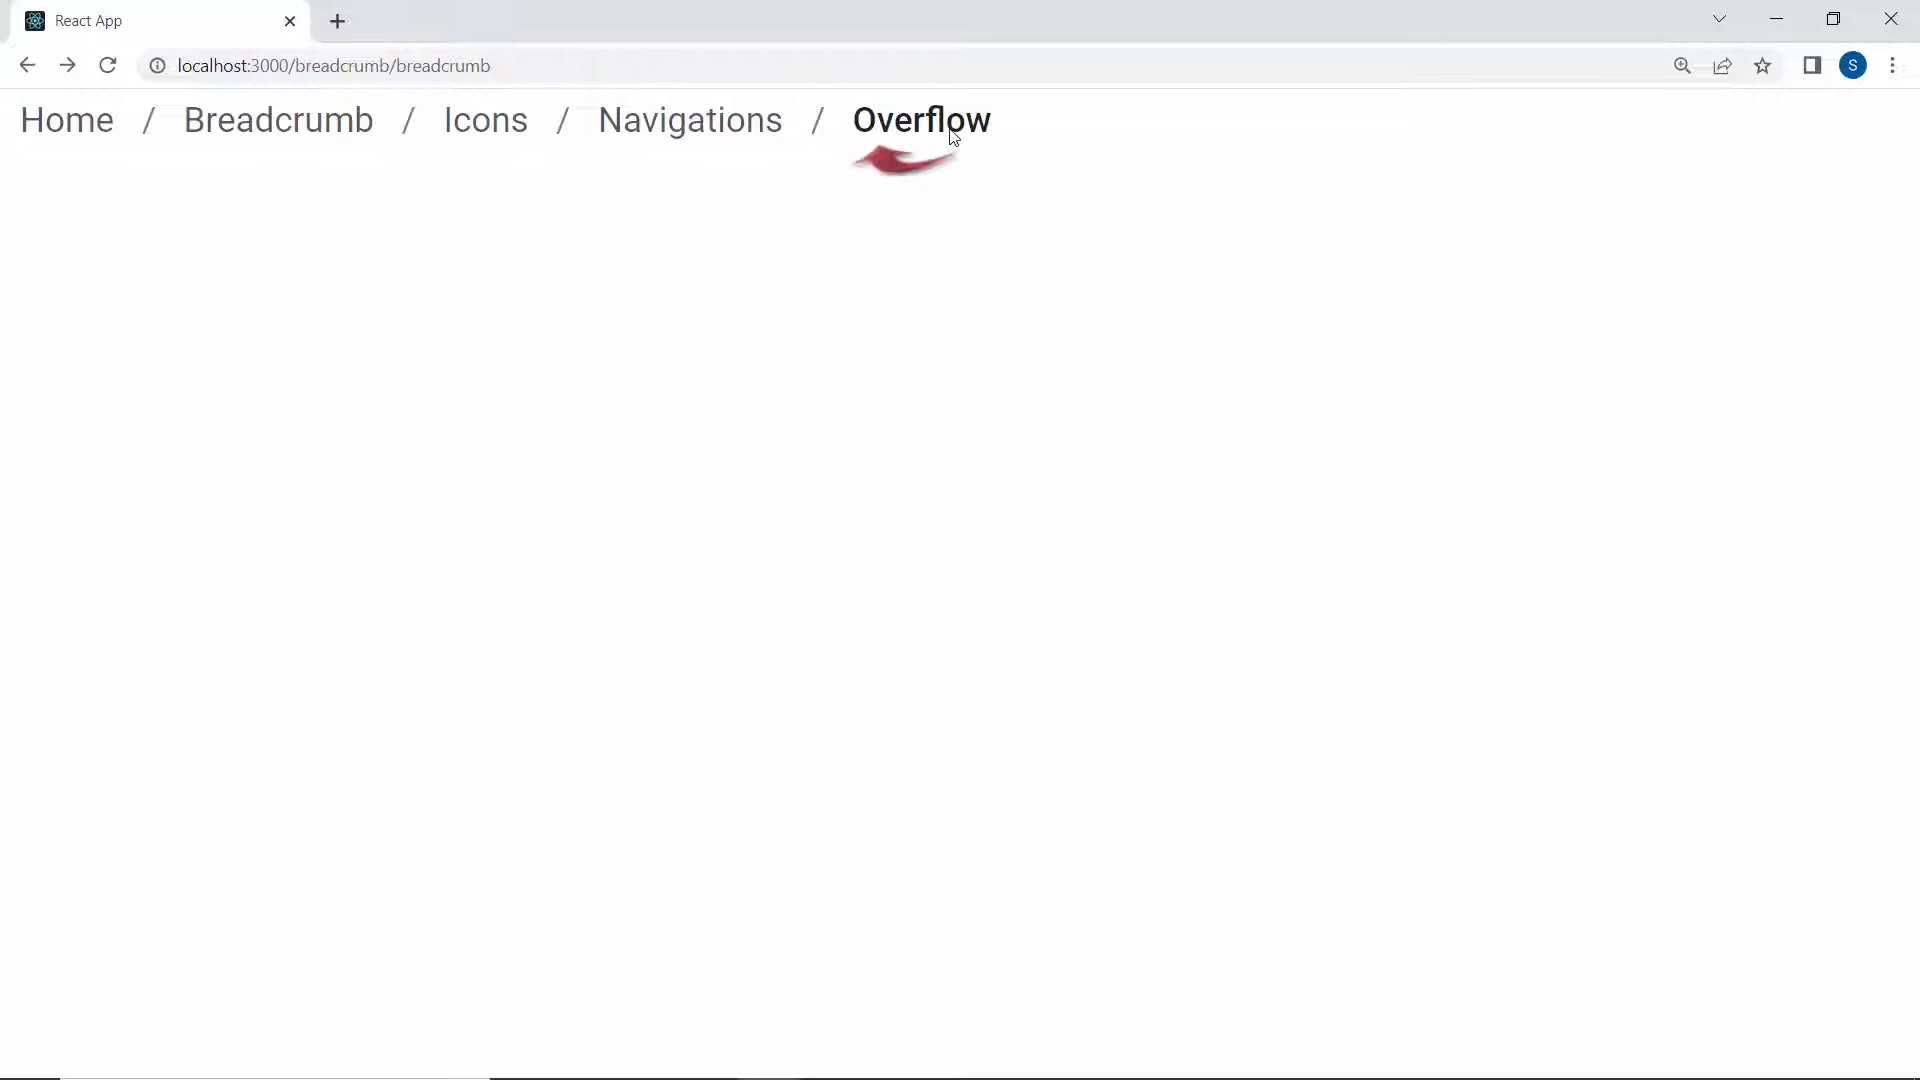 React App
localhost:3000/breadcrumb/breadcrumb
S
Home / Breadcrumb / Icons / Navigations / Overflow